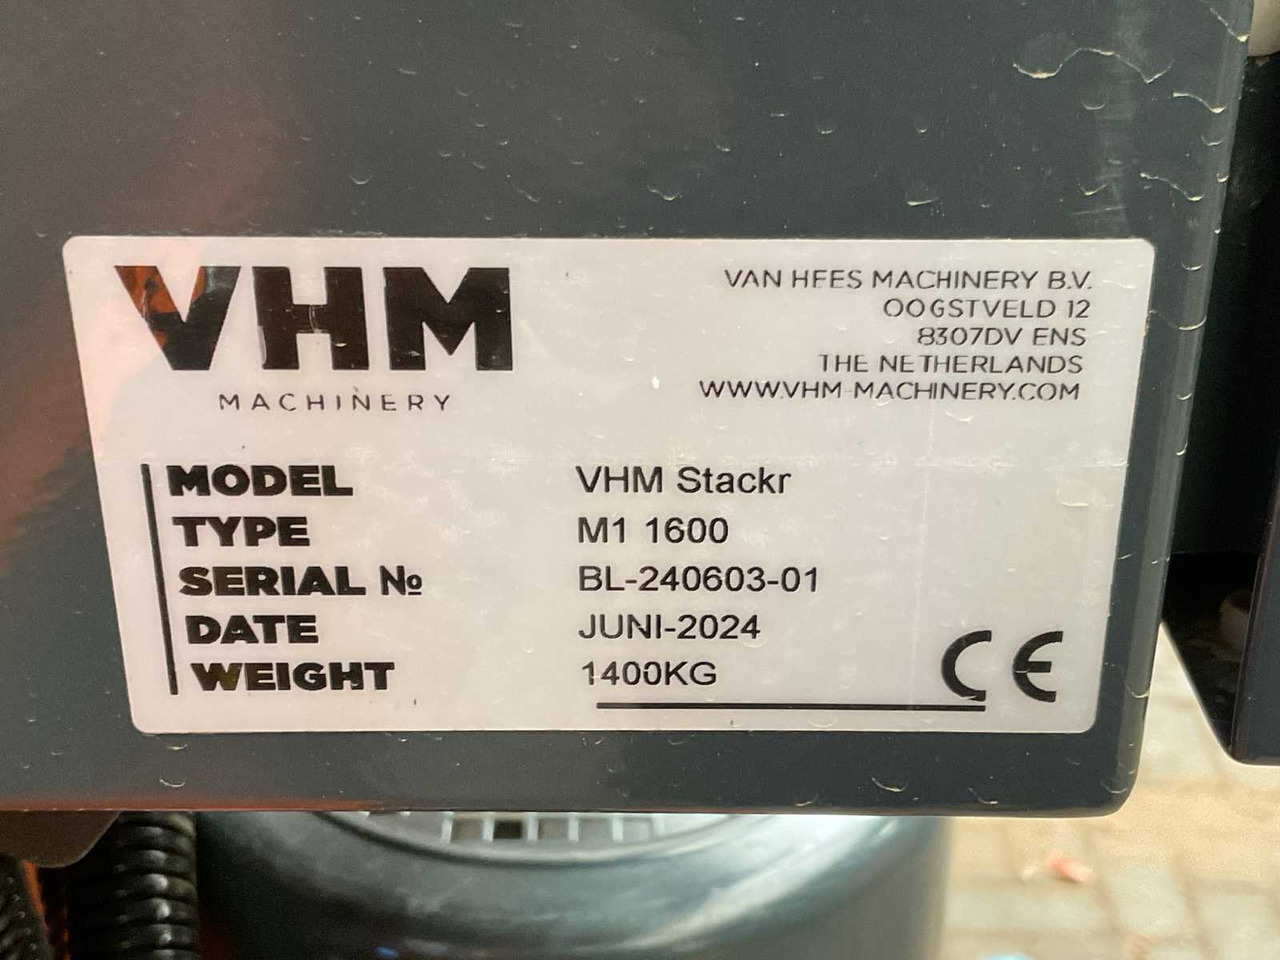 VHM
MACHINERY
VAN HEES MACHINERY B.V.
OOGSTVELD 12
8307DV ENS
THE NETHERLANDS
WWW.VHM-MACHINERY.COM
MODEL VHM Stackr
TYPE M1 1600
SERIAL № BL-240603-01
DATE JUNI-2024
WEIGHT 1400KG
CE